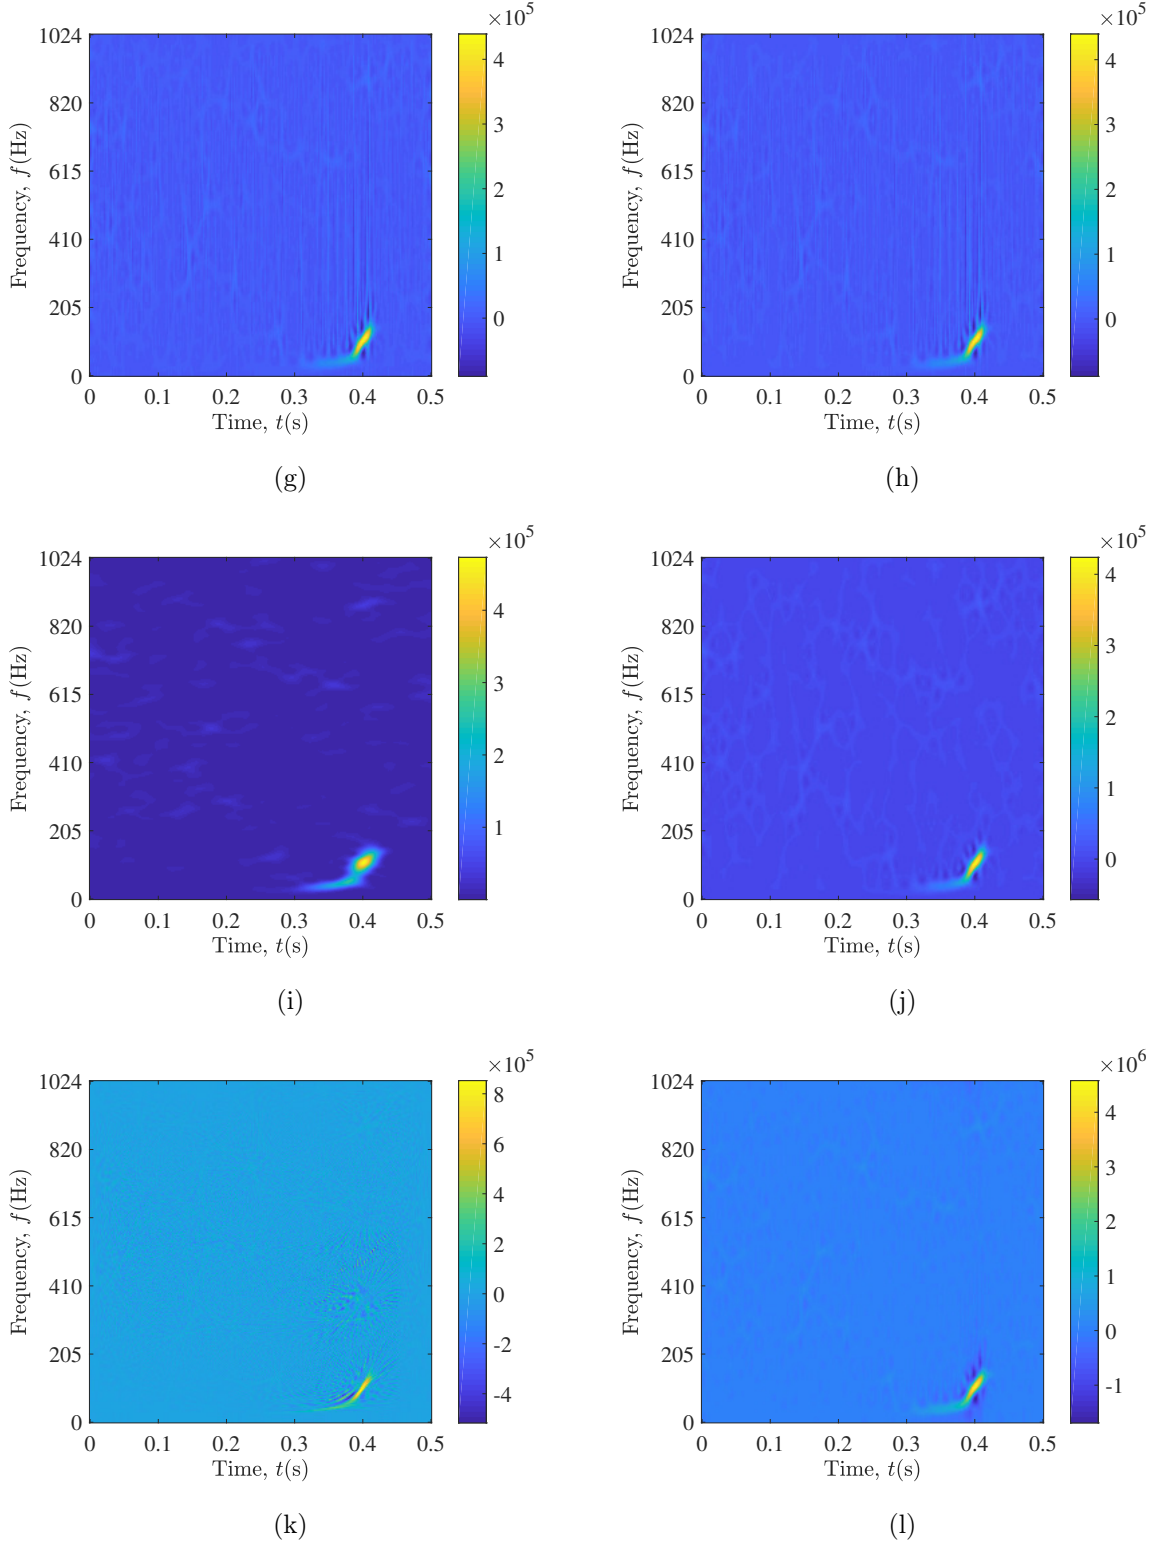 ×10^5 ×10^5
1024 820 615 410 205 0 4 3 2 1 0 1024 820 615 410 205 0 4 3 2 1 0
Frequency, f(Hz) Frequency, f(Hz)
0 0.1 0.2 0.3 0.4 0.5 0 0.1 0.2 0.3 0.4 0.5
Time, t(s) Time, t(s)
(g) (h)
×10^5 ×10^5
1024 820 615 410 205 0 4 3 2 1 1024 820 615 410 205 0 4 3 2 1 0
Frequency, f(Hz) Frequency, f(Hz)
0 0.1 0.2 0.3 0.4 0.5 0 0.1 0.2 0.3 0.4 0.5
Time, t(s) Time, t(s)
(i) (j)
×10^5 ×10^6
1024 820 615 410 205 0 8 6 4 2 0 -2 -4 1024 820 615 410 205 0 4 3 2 1 0 -1
Frequency, f(Hz) Frequency, f(Hz)
0 0.1 0.2 0.3 0.4 0.5 0 0.1 0.2 0.3 0.4 0.5
Time, t(s) Time, t(s)
(k) (l)